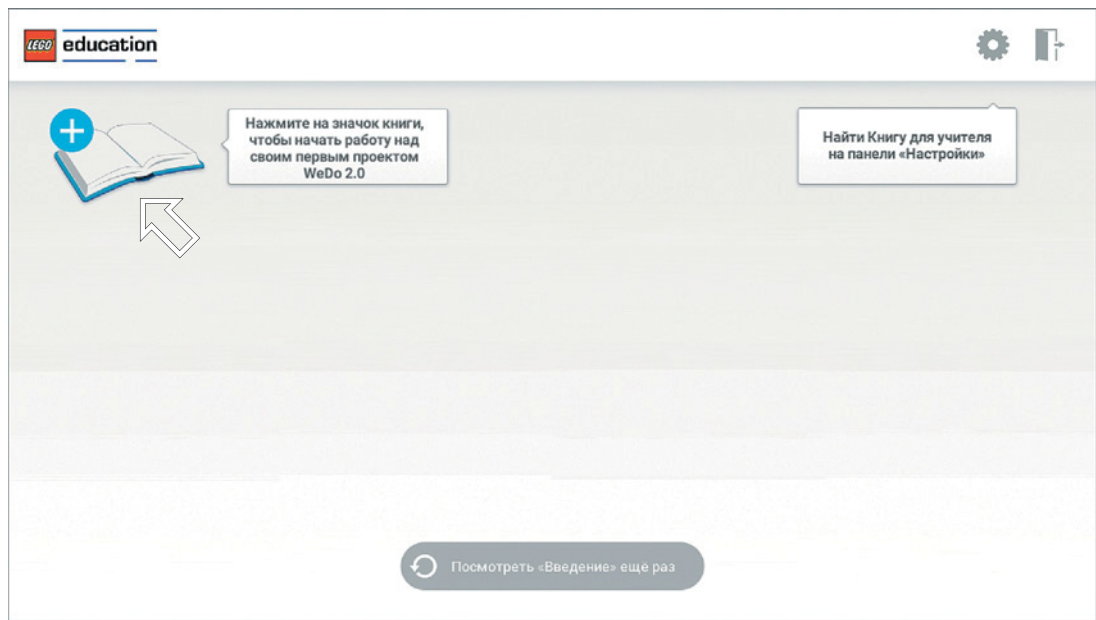 LEGO education
Нажмите на значок книги,
чтобы начать работу над
своим первым проектом
WeDo 2.0
Найти Книгу для учителя
на панели «Настройки»
Посмотреть «Введение» еще раз